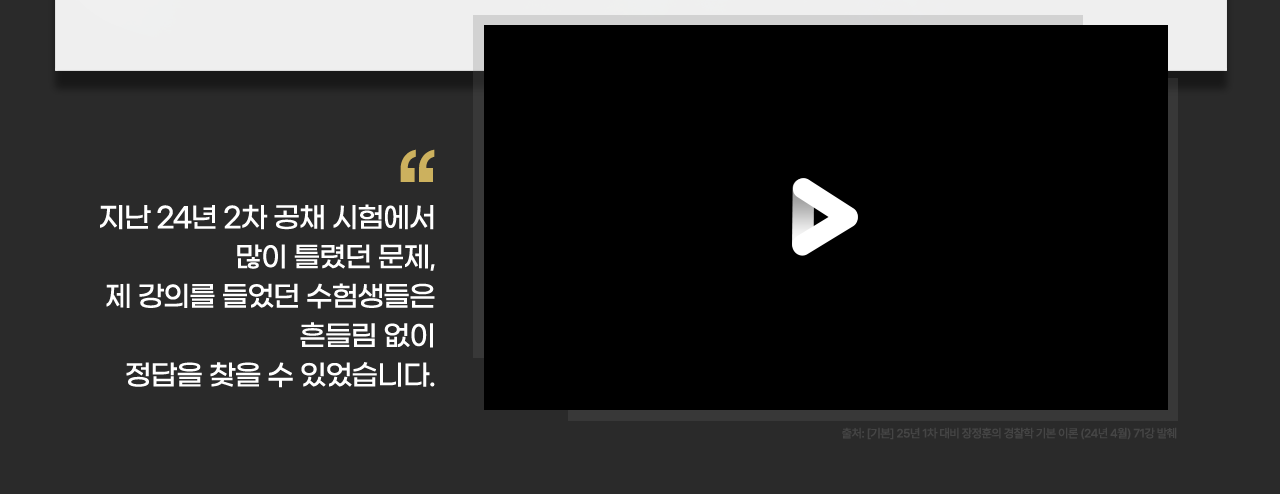 “
지난 24년 2차 공채 시험에서
많이 틀렸던 문제,
제 강의를 들었던 수험생들은
흔들림 없이
정답을 찾을 수 있었습니다.
출처: [기본] 25년 1차 대비 장정훈의 경찰학 기본 이론 (24년 4월) 71강 발췌